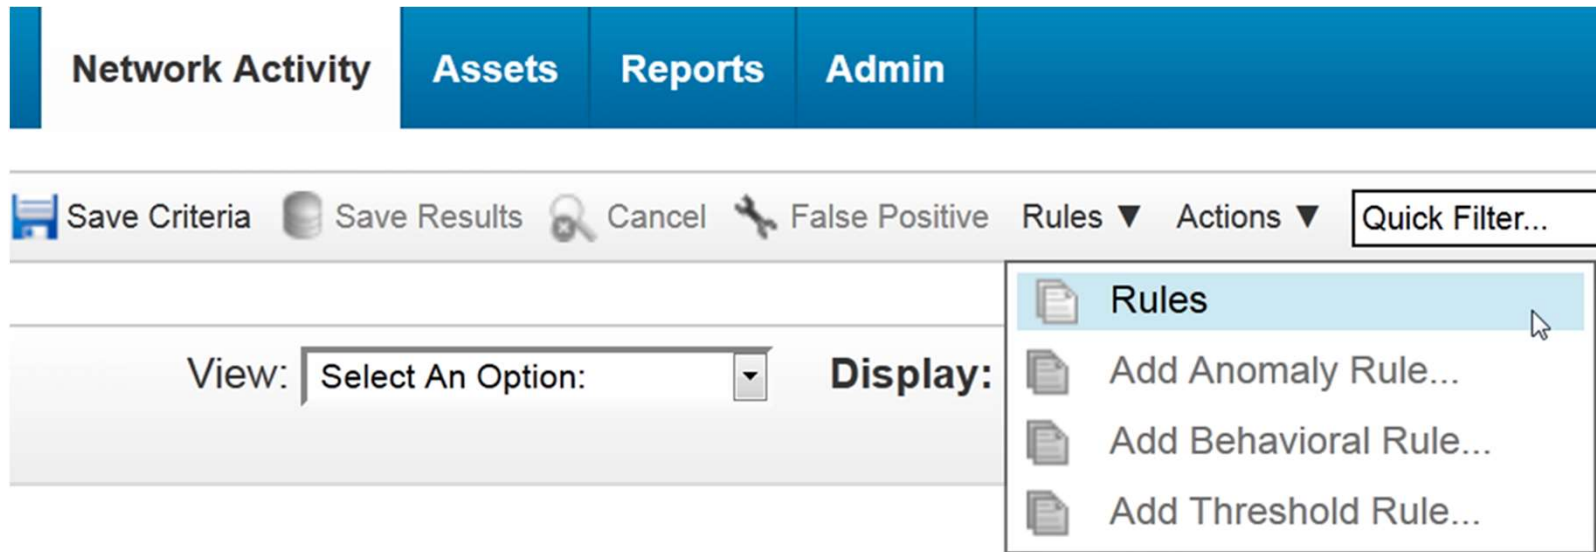 Network Activity Assets Reports Admin
Save Criteria Save Results Cancel False Positive Rules ▼ Actions ▼ Quick Filter...
Rules
View: Select An Option: Display:
Add Anomaly Rule...
Add Behavioral Rule...
Add Threshold Rule...